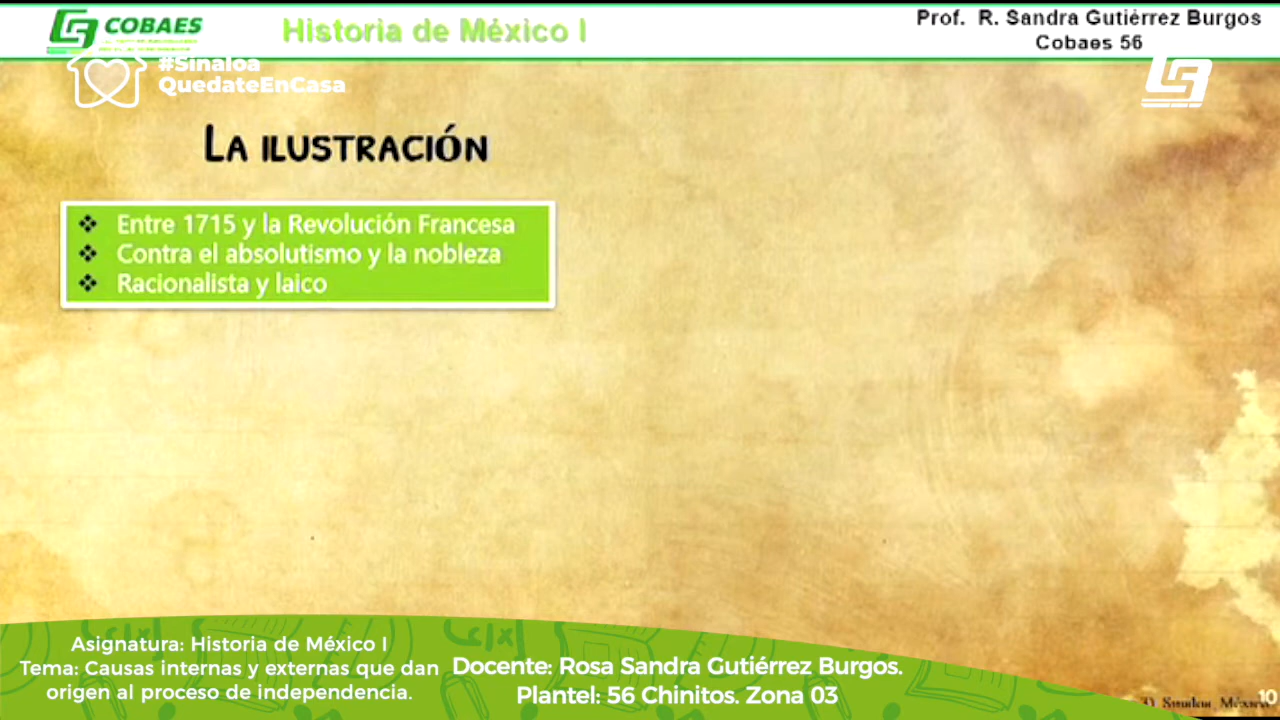 COBAES
Historia de México I
Prof. R. Sandra Gutiérrez Burgos
Cobaes 56
#Sinaloa
QuedateEnCasa
La ilustración
❖ Entre 1715 y la Revolución Francesa
❖ Contra el absolutismo y la nobleza
❖ Racionalista y laico
Asignatura: Historia de México I
Tema: Causas internas y externas que dan
origen al proceso de independencia.
Docente: Rosa Sandra Gutiérrez Burgos.
Plantel: 56 Chinitos. Zona 03
México
10